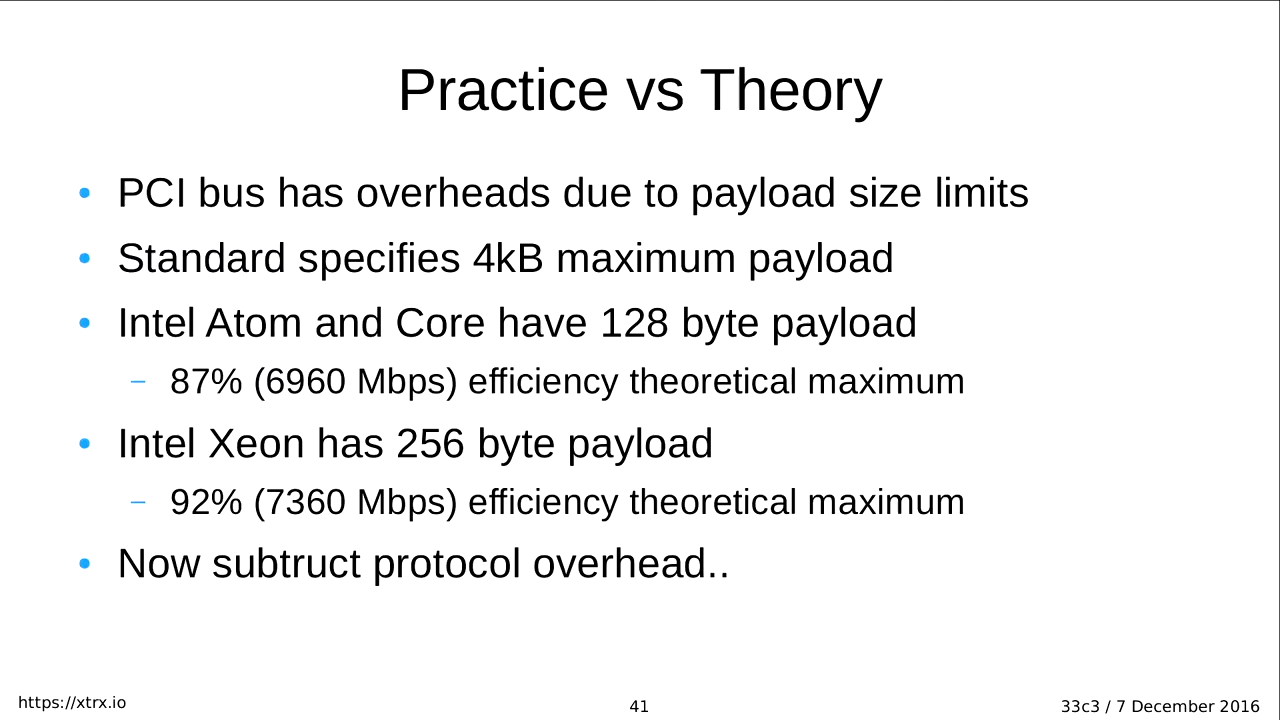 Practice vs Theory
• PCI bus has overheads due to payload size limits
• Standard specifies 4kB maximum payload
• Intel Atom and Core have 128 byte payload
– 87% (6960 Mbps) efficiency theoretical maximum
• Intel Xeon has 256 byte payload
– 92% (7360 Mbps) efficiency theoretical maximum
• Now subtruct protocol overhead..
https://xtrx.io
41
33c3 / 7 December 2016